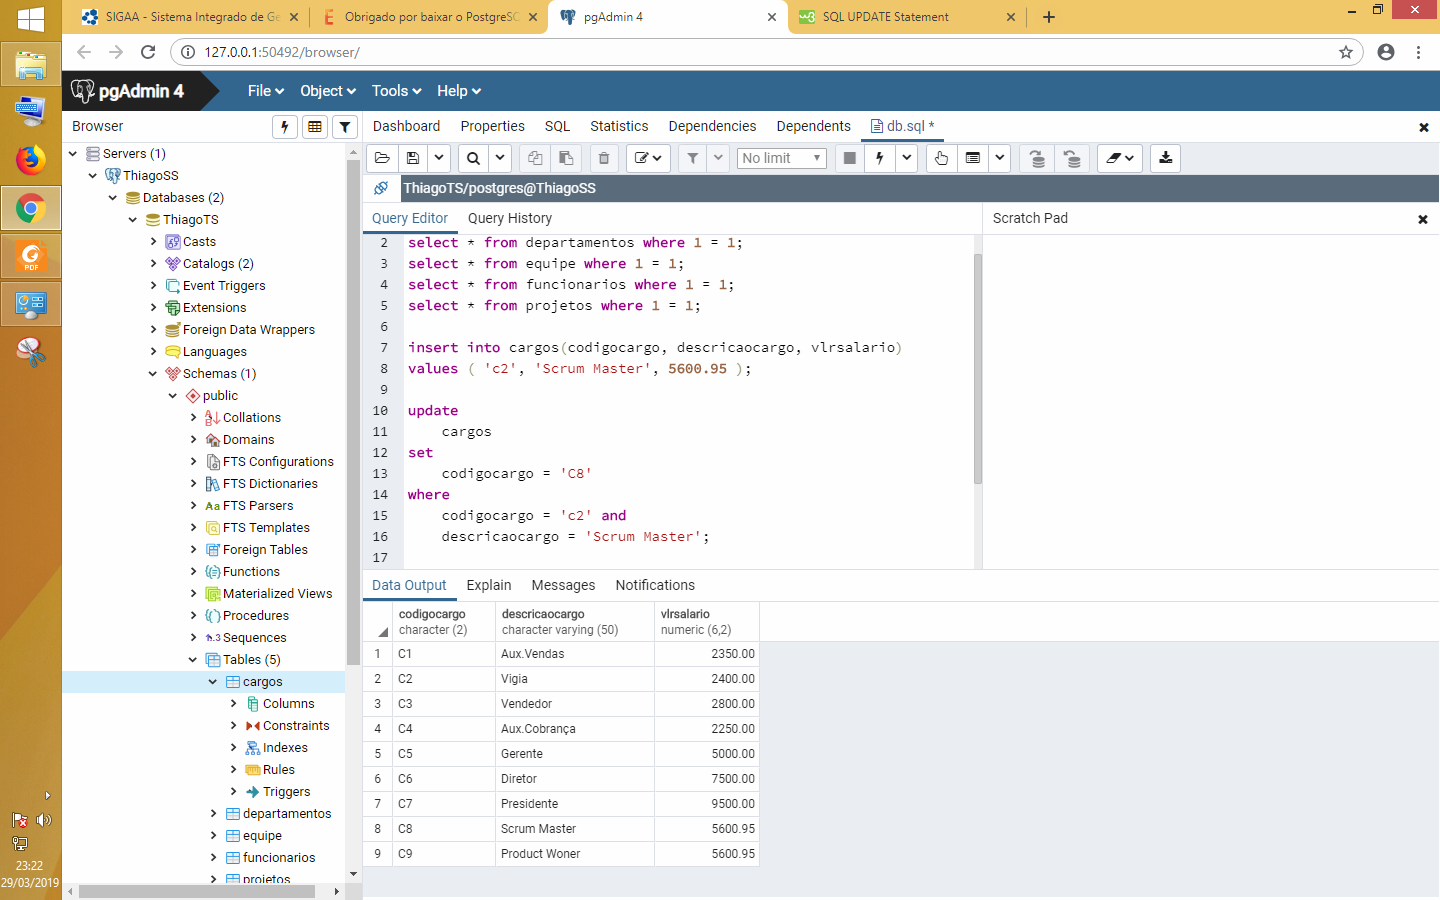 SIGAA - Sistema Integrado de Ge
Obrigado por baixar o PostgreSQ
pgAdmin 4
SQL UPDATE Statement
127.0.0.1:50492/browser/
pgAdmin 4
File
Object
Tools
Help
Browser
Dashboard
Properties
SQL
Statistics
Dependencies
Dependents
db.sql *
No limit
ThiagoTS/postgres@ThiagoSS
Query Editor
Query History
Scratch Pad
Servers (1)
ThiagoSS
Databases (2)
ThiagoTS
Casts
Catalogs (2)
Event Triggers
Extensions
Foreign Data Wrappers
Languages
Schemas (1)
public
Collations
Domains
FTS Configurations
FTS Dictionaries
FTS Parsers
FTS Templates
Foreign Tables
Functions
Materialized Views
Procedures
Sequences
Tables (5)
cargos
Columns
Constraints
Indexes
Rules
Triggers
departamentos
equipe
funcionarios
projetos
2 select * from departamentos where 1 = 1;
3 select * from equipe where 1 = 1;
4 select * from funcionarios where 1 = 1;
5 select * from projetos where 1 = 1;
6
7 insert into cargos(codigocargo, descricaocargo, vlrsalario)
8 values ( 'c2', 'Scrum Master', 5600.95 );
9
10 update
11 cargos
12 set
13 codigocargo = 'C8'
14 where
15 codigocargo = 'c2' and
16 descricaocargo = 'Scrum Master';
17
Data Output
Explain
Messages
Notifications
codigocargo descricaocargo vlrsalario
character (2) character varying (50) numeric (6,2)
1 C1 Aux.Vendas 2350.00
2 C2 Vigia 2400.00
3 C3 Vendedor 2800.00
4 C4 Aux.Cobrança 2250.00
5 C5 Gerente 5000.00
6 C6 Diretor 7500.00
7 C7 Presidente 9500.00
8 C8 Scrum Master 5600.95
9 C9 Product Woner 5600.95
PDF
23:22
29/03/2019